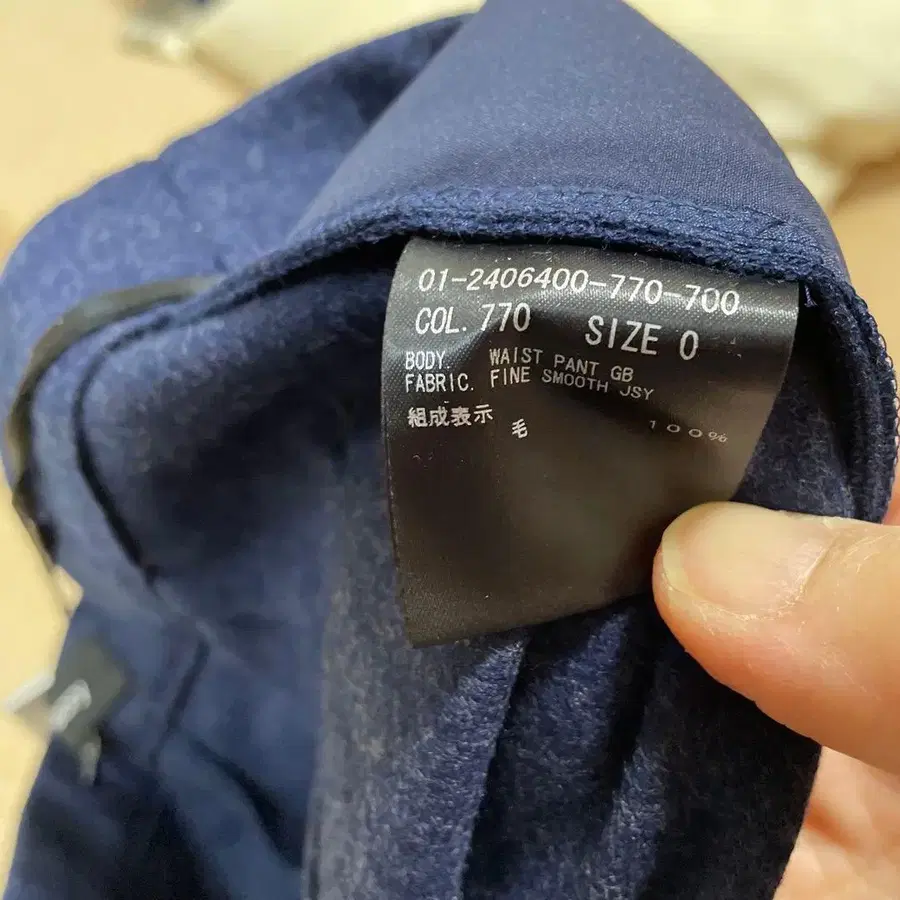 01-2406400-770-700
COL. 770 SIZE 0
BODY. WAIST PANT GB
FABRIC. FINE SMOOTH JSY
組成表示
毛 100%